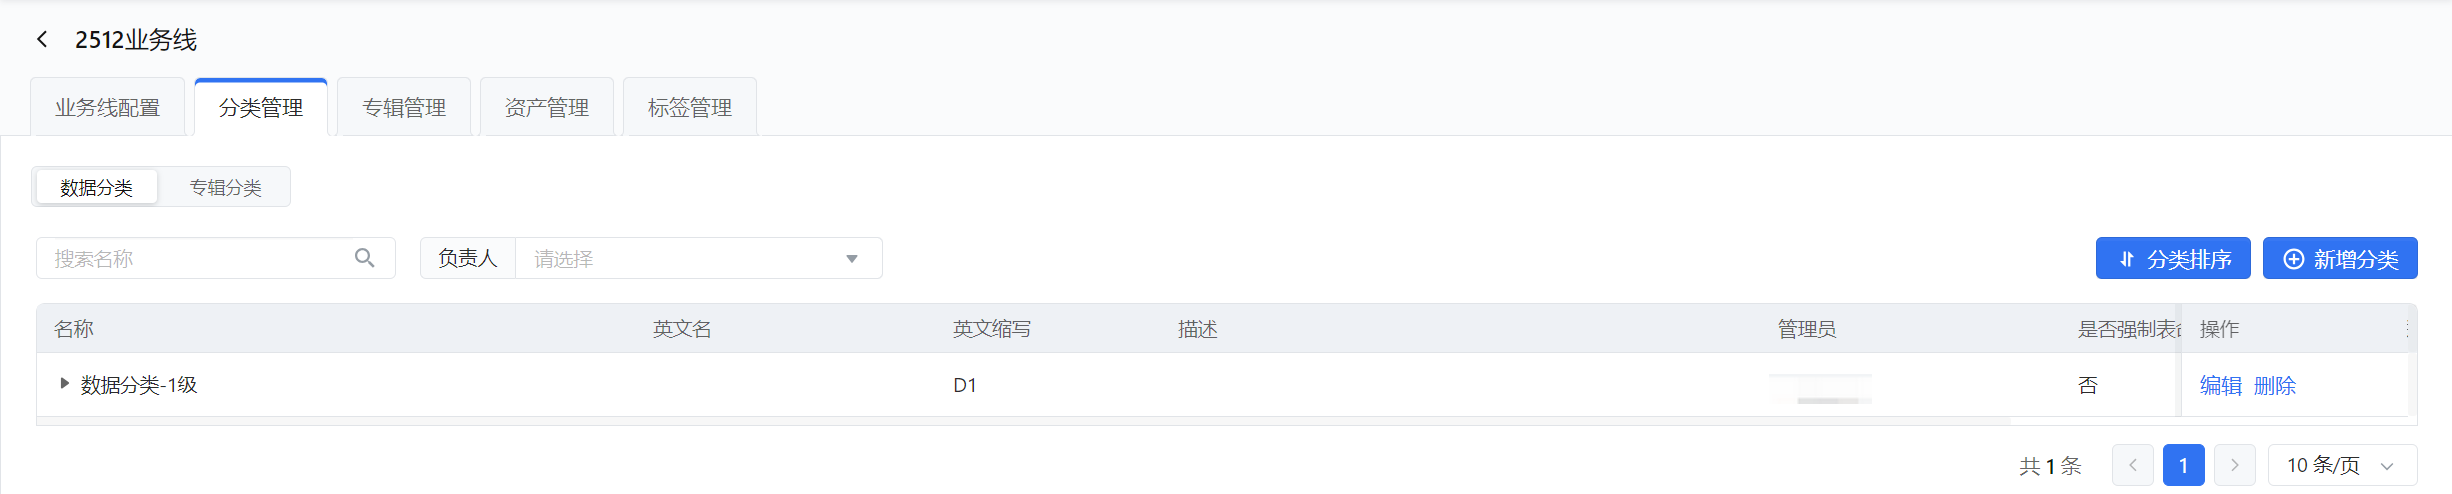 2512业务线
业务线配置 分类管理 专辑管理 资产管理 标签管理
数据分类 专辑分类
搜索名称 负责人 请选择 分类排序 新增分类
名称 英文名 英文缩写 描述 管理员 是否强制表 操作
数据分类-1级 D1 否 编辑 删除
共 1 条 1 10 条/页